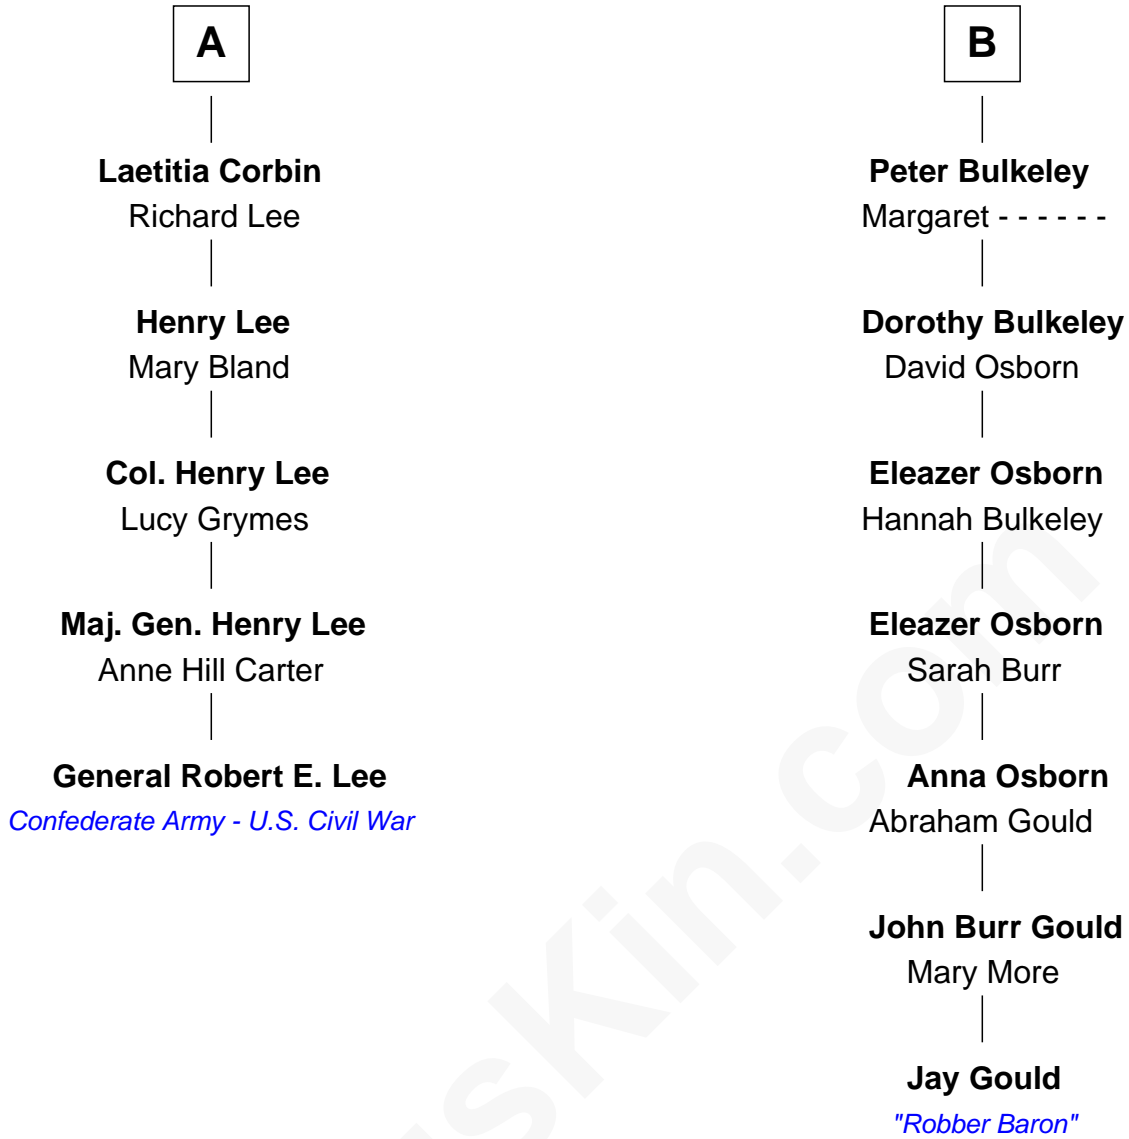 A
Laetitia Corbin
Richard Lee
Henry Lee
Mary Bland
Col. Henry Lee
Lucy Grymes
Maj. Gen. Henry Lee
Anne Hill Carter
General Robert E. Lee
Confederate Army - U.S. Civil War
B
Peter Bulkeley
Margaret - - - - - -
Dorothy Bulkeley
David Osborn
Eleazer Osborn
Hannah Bulkeley
Eleazer Osborn
Sarah Burr
Anna Osborn
Abraham Gould
John Burr Gould
Mary More
Jay Gould
"Robber Baron"
sKin.com